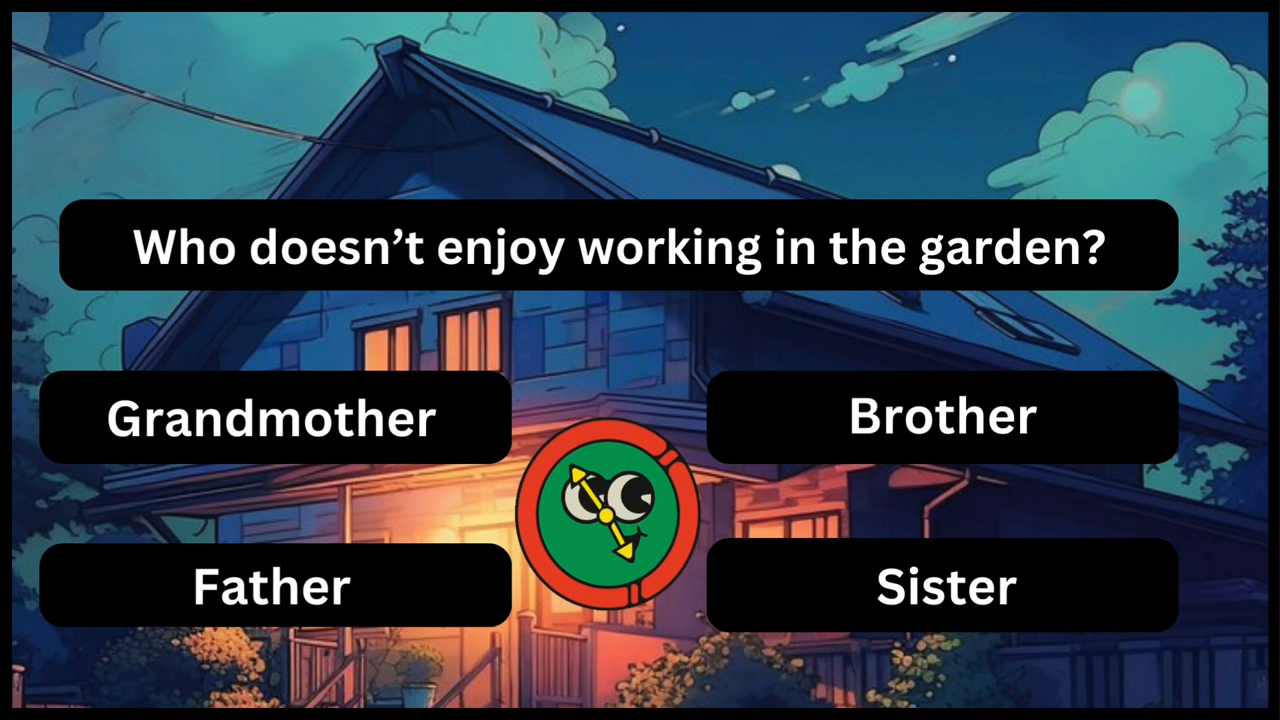 Who doesn’t enjoy working in the garden?
Grandmother
Brother
Father
Sister